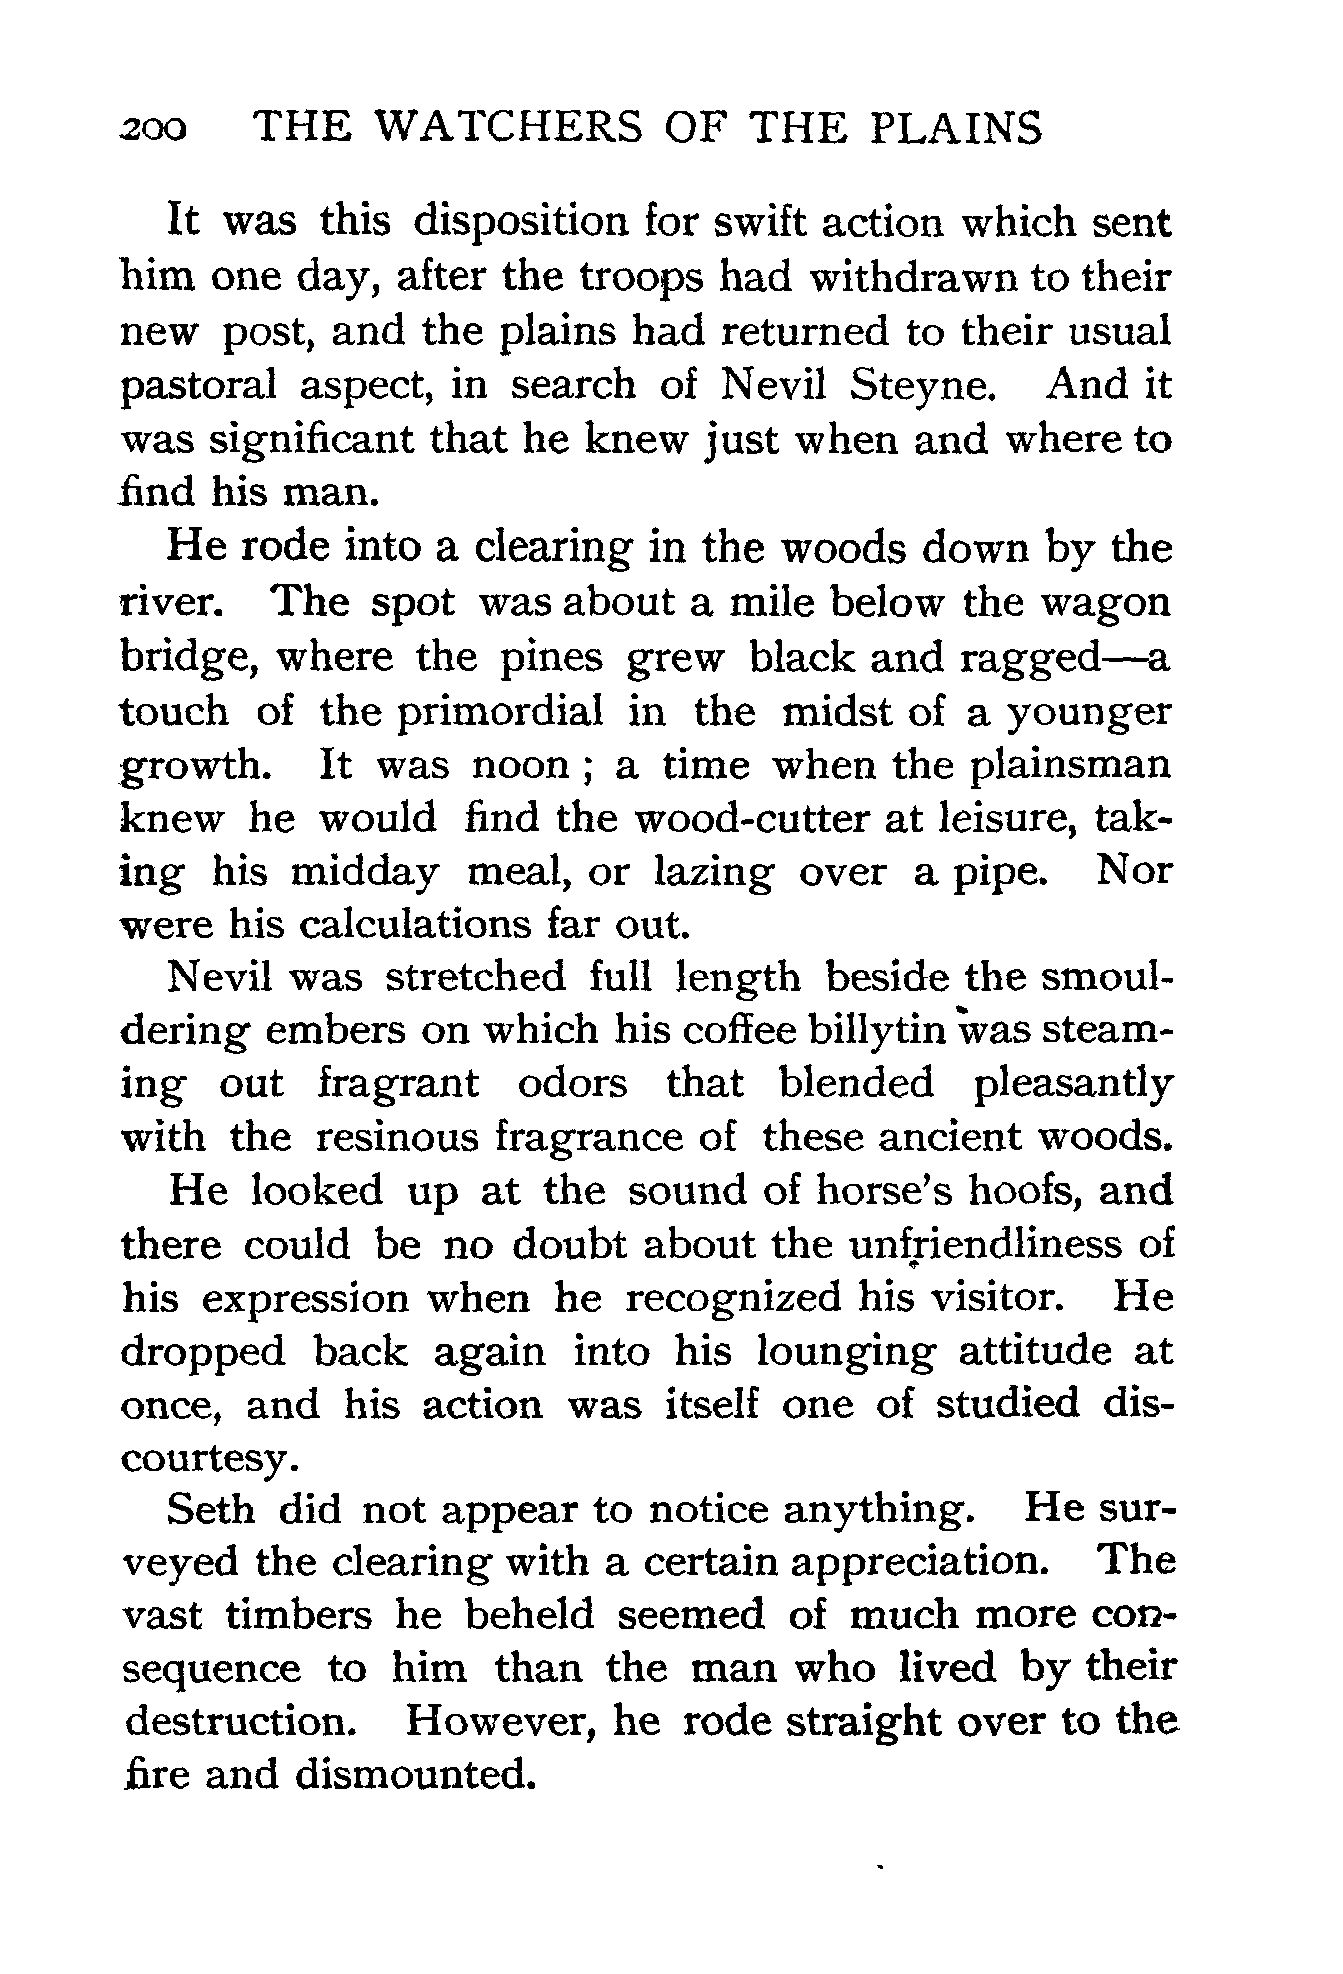 200 THE WATCHERS OF THE PLAINS
It was this disposition for swift action which sent
him one day, after the troops had withdrawn to their
new post, and the plains had returned to their usual
pastoral aspect, in search of Nevil Steyne. And it
was significant that he knew just when and where to
find his man.
He rode into a clearing in the woods down by the
river. The spot was about a mile below the wagon
bridge, where the pines grew black and ragged—a
touch of the primordial in the midst of a younger
growth. It was noon ; a time when the plainsman
knew he would find the wood-cutter at leisure, tak-
ing his midday meal, or lazing over a pipe. Nor
were his calculations far out.
Nevil was stretched full length beside the smoul-
dering embers on which his coffee billytin was steam-
ing out fragrant odors that blended pleasantly
with the resinous fragrance of these ancient woods.
He looked up at the sound of horse's hoofs, and
there could be no doubt about the unfriendliness of
his expression when he recognized his visitor. He
dropped back again into his lounging attitude at
once, and his action was itself one of studied dis-
courtesy.
Seth did not appear to notice anything. He sur-
veyed the clearing with a certain appreciation. The
vast timbers he beheld seemed of much more con-
sequence to him than the man who lived by their
destruction. However, he rode straight over to the
fire and dismounted.